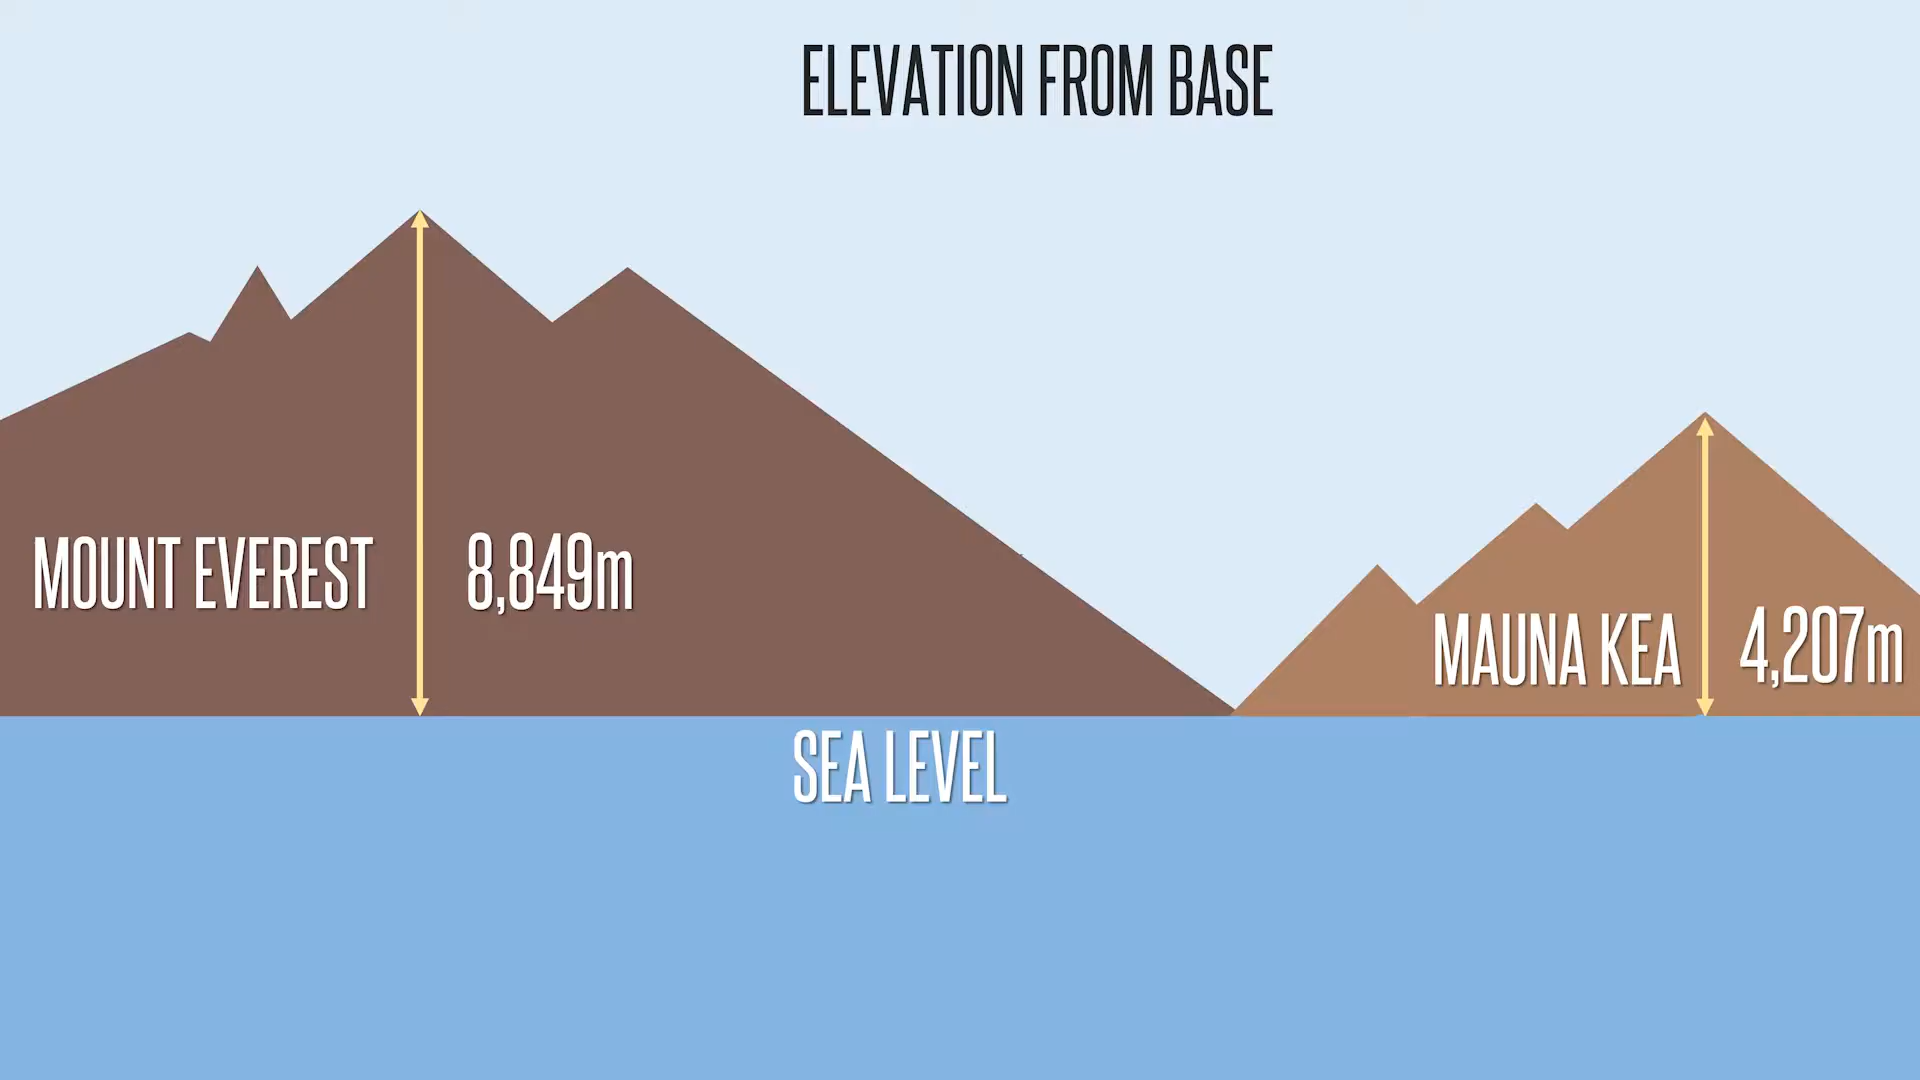 ELEVATION FROM BASE
MOUNT EVEREST
8,849m
MAUNA KEA
4,207m
SEA LEVEL